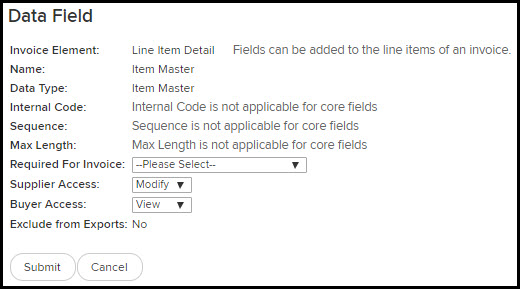 Data Field
Invoice Element: Line Item Detail Fields can be added to the line items of an invoice.
Name: Item Master
Data Type: Item Master
Internal Code: Internal Code is not applicable for core fields
Sequence: Sequence is not applicable for core fields
Max Length: Max Length is not applicable for core fields
Required For Invoice: --Please Select--
Supplier Access: Modify
Buyer Access: View
Exclude from Exports: No
Submit Cancel